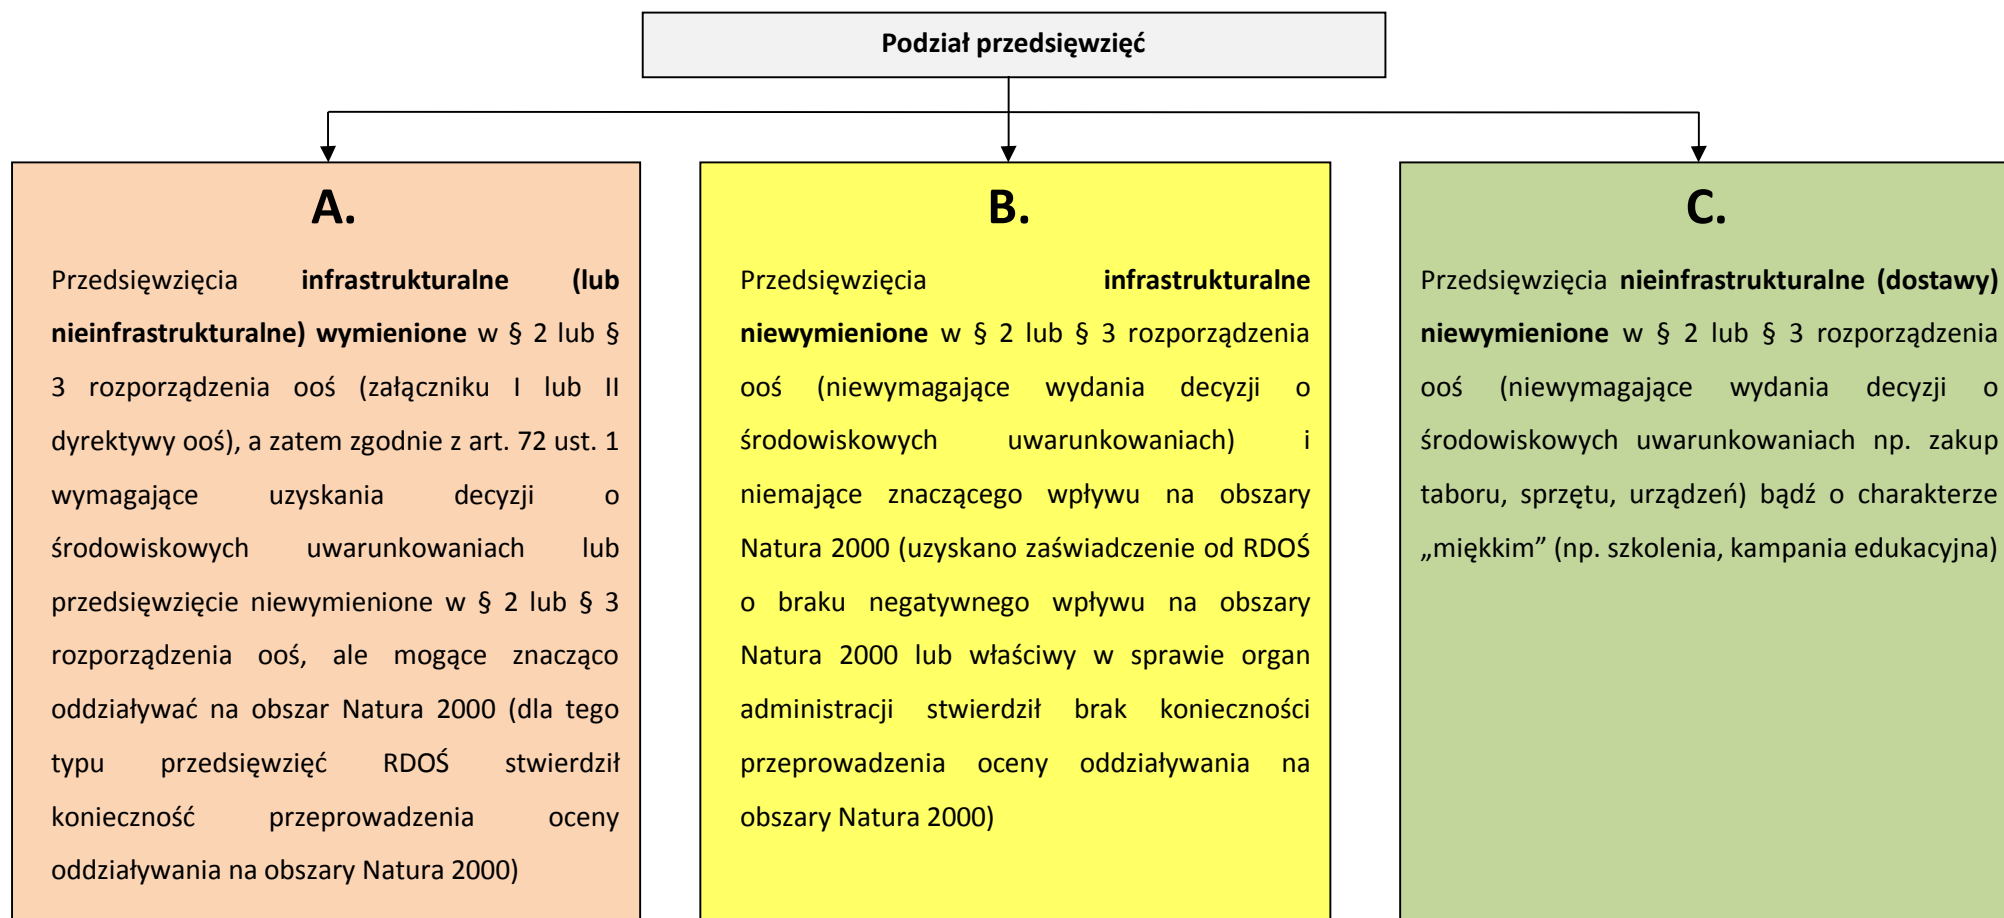 Podział przedsięwzięć
A.
Przedsięwzięcia infrastrukturalne (lub
nieinfrastrukturalne) wymienione w § 2 lub §
3 rozporządzenia ooś (załączniku I lub II
dyrektywy ooś), a zatem zgodnie z art. 72 ust. 1
wymagające uzyskania decyzji o
środowiskowych uwarunkowaniach lub
przedsięwzięcie niewymienione w § 2 lub § 3
rozporządzenia ooś, ale mogące znacząco
oddziaływać na obszar Natura 2000 (dla tego
typu przedsięwzięć RDOŚ stwierdził
konieczność przeprowadzenia oceny
oddziaływania na obszary Natura 2000)
B.
Przedsięwzięcia infrastrukturalne
niewymienione w § 2 lub § 3 rozporządzenia
ooś (niewymagające wydania decyzji o
środowiskowych uwarunkowaniach) i
niemające znaczącego wpływu na obszary
Natura 2000 (uzyskano zaświadczenie od RDOŚ
o braku negatywnego wpływu na obszary
Natura 2000 lub właściwy w sprawie organ
administracji stwierdził brak konieczności
przeprowadzenia oceny oddziaływania na
obszary Natura 2000)
C.
Przedsięwzięcia nieinfrastrukturalne (dostawy)
niewymienione w § 2 lub § 3 rozporządzenia
ooś (niewymagające wydania decyzji o
środowiskowych uwarunkowaniach np. zakup
taboru, sprzętu, urządzeń) bądź o charakterze
„miękkim” (np. szkolenia, kampania edukacyjna)